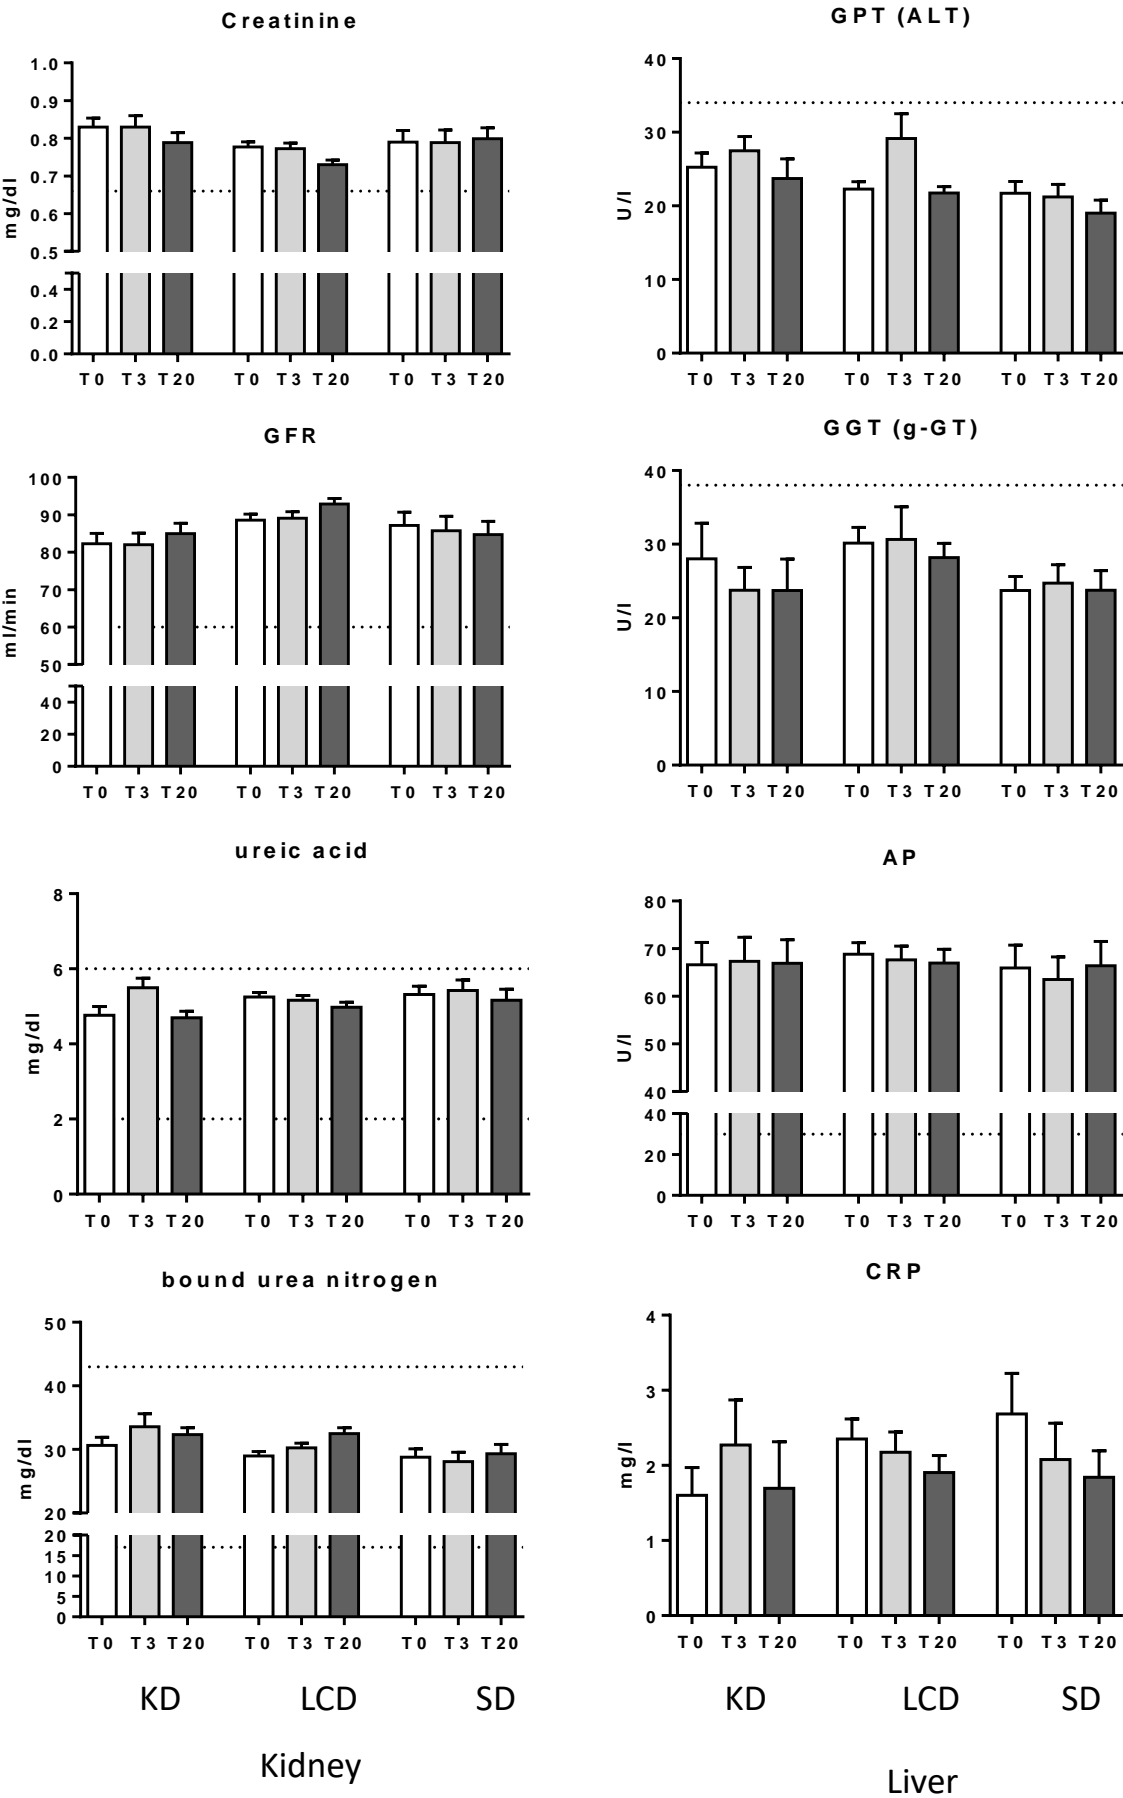 Creatinine
1.0
0.9
0.8
0.7
0.6
0.5
0.4
0.2
0.0
mg/dl
T0 T3 T20 T0 T3 T20 T0 T3 T20
GFR
100
90
80
70
60
50
40
20
0
ml/min
T0 T3 T20 T0 T3 T20 T0 T3 T20
ureic acid
8
6
4
2
0
mg/dl
T0 T3 T20 T0 T3 T20 T0 T3 T20
bound urea nitrogen
50
40
30
20
20
15
10
5
0
mg/dl
T0 T3 T20 T0 T3 T20 T0 T3 T20
KD LCD SD
Kidney
GPT (ALT)
40
30
20
10
0
U/l
T0 T3 T20 T0 T3 T20 T0 T3 T20
GGT (g-GT)
40
30
20
10
0
U/l
T0 T3 T20 T0 T3 T20 T0 T3 T20
AP
80
70
60
50
40
40
20
0
U/l
T0 T3 T20 T0 T3 T20 T0 T3 T20
CRP
4
3
2
1
0
mg/l
T0 T3 T20 T0 T3 T20 T0 T3 T20
KD LCD SD
Liver